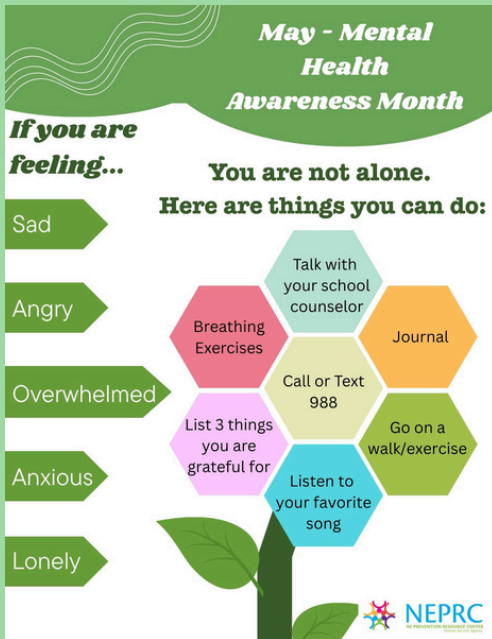 May - Mental
Health
Awareness Month
If you are
feeling...
Sad
Angry
Overwhelmed
Anxious
Lonely
You are not alone.
Here are things you can do:
Talk with
your school
counselor
Breathing
Exercises
Journal
Call or Text
988
List 3 things
you are
grateful for
Go on a
walk/exercise
Listen to
your favorite
song
NEPRC
NE PREVENTION RESOURCE CENTER